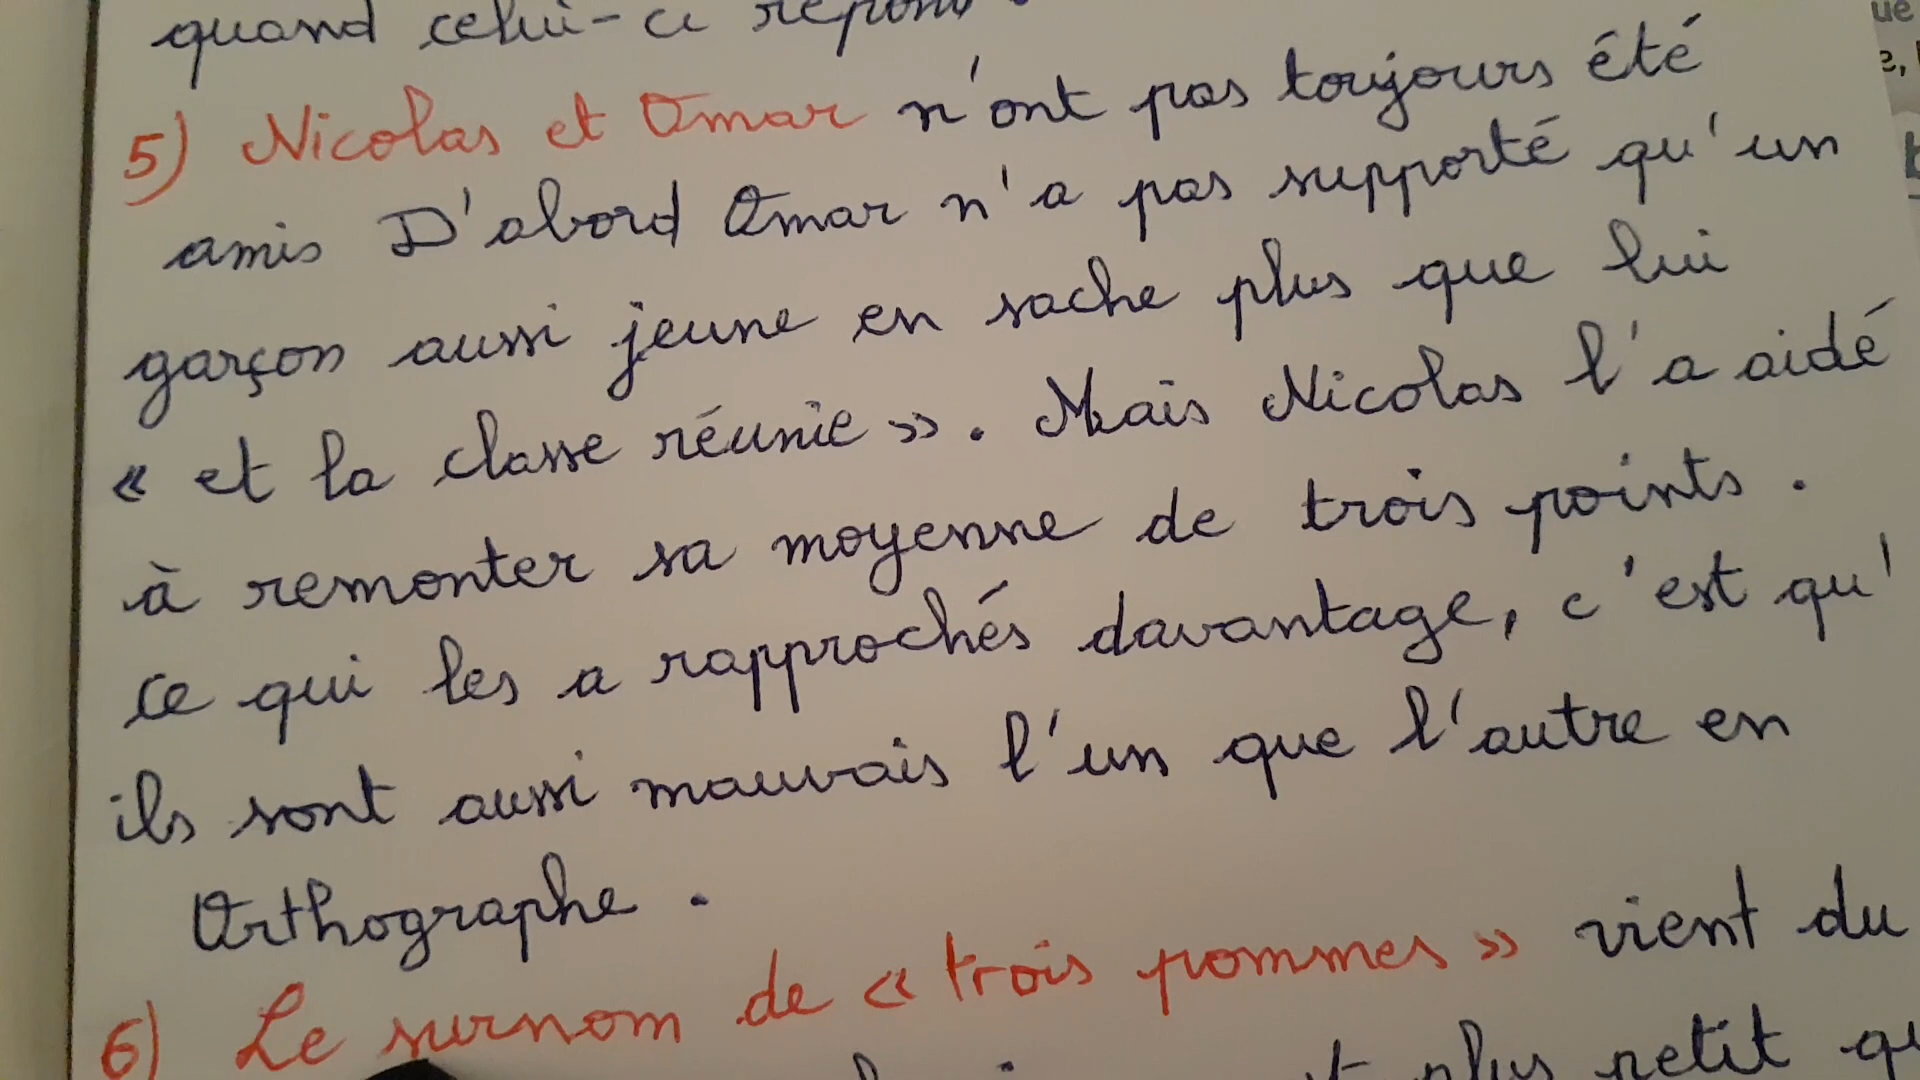 quand celui-ci répond.
5) Nicolas et Omar n'ont pas toujours été
amis D'abord Omar n'a pas supporté qu'un
garçon aussi jeune en sache plus que lui
« et la classe réunie ». Mais Nicolas l'a aidé
à remonter sa moyenne de trois points.
ce qui les a rapprochés davantage, c'est qu'
ils sont aussi mauvais l'un que l'autre en
Orthographe.
6) Le surnom de « trois pommes » vient du
plus petit